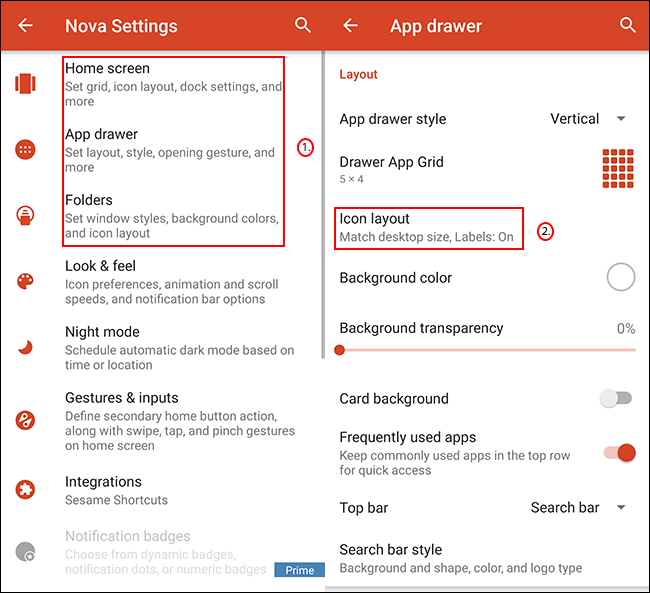 Nova Settings
Home screen
Set grid, icon layout, dock settings, and
more
App drawer
Set layout, style, opening gesture, and
more
1.
Folders
Set window styles, background colors,
and icon layout
Look & feel
Icon preferences, animation and scroll
speeds, and notification bar options
Night mode
Schedule automatic dark mode based on
time or location
Gestures & inputs
Define secondary home button action,
along with swipe, tap, and pinch gestures
on home screen
Integrations
Sesame Shortcuts
Notification badges
Choose from dynamic badges,
notification dots, or numeric badges
Prime
App drawer
Layout
App drawer style Vertical
Drawer App Grid
5 × 4
Icon layout
Match desktop size, Labels: On
2.
Background color
Background transparency 0%
Card background
Frequently used apps
Keep commonly used apps in the top row
for quick access
Top bar Search bar
Search bar style
Background and shape, color, and logo type